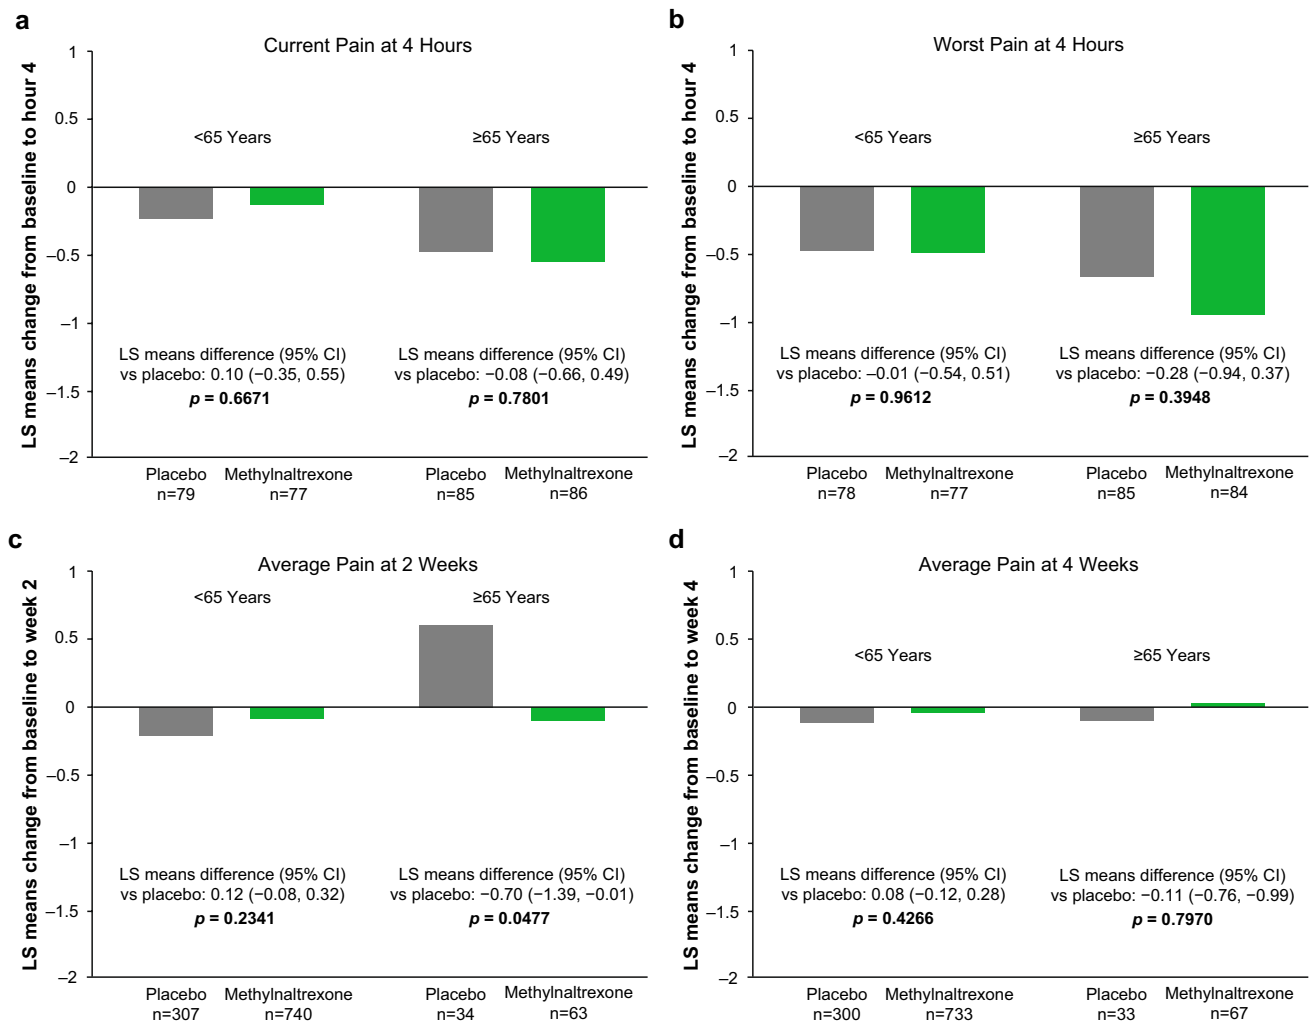 a
Current Pain at 4 Hours
LS means change from baseline to hour 4
1
0.5
0
–0.5
–1
–1.5
–2
<65 Years
≥65 Years
LS means difference (95% CI)
vs placebo: 0.10 (−0.35, 0.55)
p = 0.6671
LS means difference (95% CI)
vs placebo: −0.08 (−0.66, 0.49)
p = 0.7801
Placebo
n=79
Methylnaltrexone
n=77
Placebo
n=85
Methylnaltrexone
n=86
b
Worst Pain at 4 Hours
LS means change from baseline to hour 4
1
0.5
0
–0.5
–1
–1.5
–2
<65 Years
≥65 Years
LS means difference (95% CI)
vs placebo: –0.01 (−0.54, 0.51)
p = 0.9612
LS means difference (95% CI)
vs placebo: −0.28 (−0.94, 0.37)
p = 0.3948
Placebo
n=78
Methylnaltrexone
n=77
Placebo
n=85
Methylnaltrexone
n=84
c
Average Pain at 2 Weeks
LS means change from baseline to week 2
1
0.5
0
–0.5
–1
–1.5
–2
<65 Years
≥65 Years
LS means difference (95% CI)
vs placebo: 0.12 (−0.08, 0.32)
p = 0.2341
LS means difference (95% CI)
vs placebo: −0.70 (−1.39, −0.01)
p = 0.0477
Placebo
n=307
Methylnaltrexone
n=740
Placebo
n=34
Methylnaltrexone
n=63
d
Average Pain at 4 Weeks
LS means change from baseline to week 4
1
0.5
0
–0.5
–1
–1.5
–2
<65 Years
≥65 Years
LS means difference (95% CI)
vs placebo: 0.08 (−0.12, 0.28)
p = 0.4266
LS means difference (95% CI)
vs placebo: −0.11 (−0.76, −0.99)
p = 0.7970
Placebo
n=300
Methylnaltrexone
n=733
Placebo
n=33
Methylnaltrexone
n=67